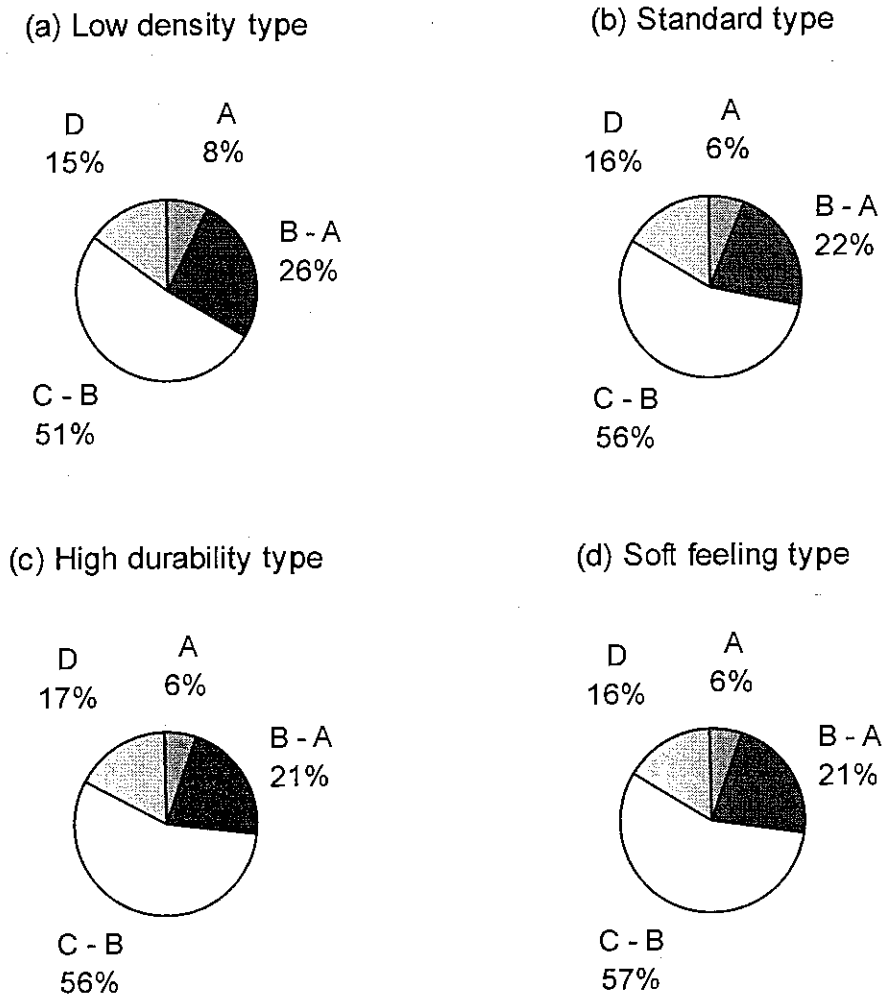 (a) Low density type
D
15%
A
8%
B - A
26%
C - B
51%
(b) Standard type
D
16%
A
6%
B - A
22%
C - B
56%
(c) High durability type
D
17%
A
6%
B - A
21%
C - B
56%
(d) Soft feeling type
D
16%
A
6%
B - A
21%
C - B
57%